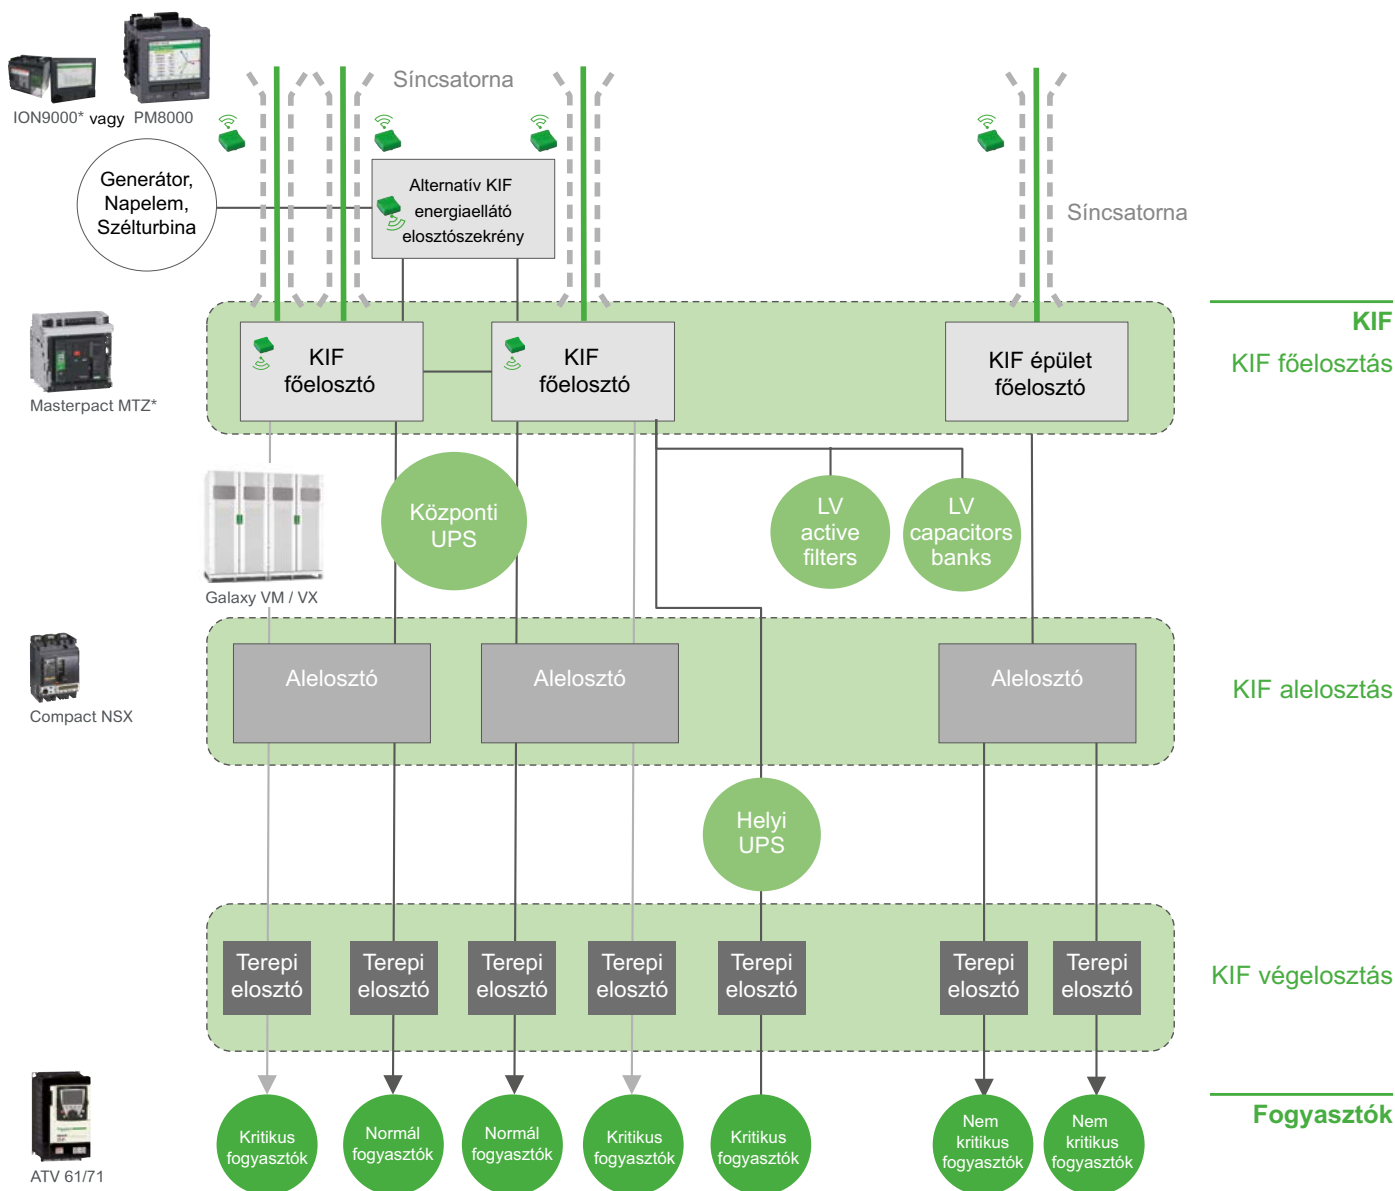 ION9000* vagy PM8000
Síncsatorna
Generátor,
Napelem,
Szélturbina
Alternatív KIF
energiaellátó
elosztószekrény
Síncsatorna
Masterpact MTZ*
KIF
főelosztó
KIF
főelosztó
KIF épület
főelosztó
KIF
KIF főelosztás
Galaxy VM / VX
Központi
UPS
LV
active
filters
LV
capacitors
banks
Compact NSX
Alelosztó
Alelosztó
Alelosztó
KIF alelosztás
Helyi
UPS
Terepi
elosztó
Terepi
elosztó
Terepi
elosztó
Terepi
elosztó
Terepi
elosztó
Terepi
elosztó
Terepi
elosztó
KIF végelosztás
ATV 61/71
Kritikus
fogyasztók
Normál
fogyasztók
Normál
fogyasztók
Kritikus
fogyasztók
Kritikus
fogyasztók
Nem
kritikus
fogyasztók
Nem
kritikus
fogyasztók
Fogyasztók